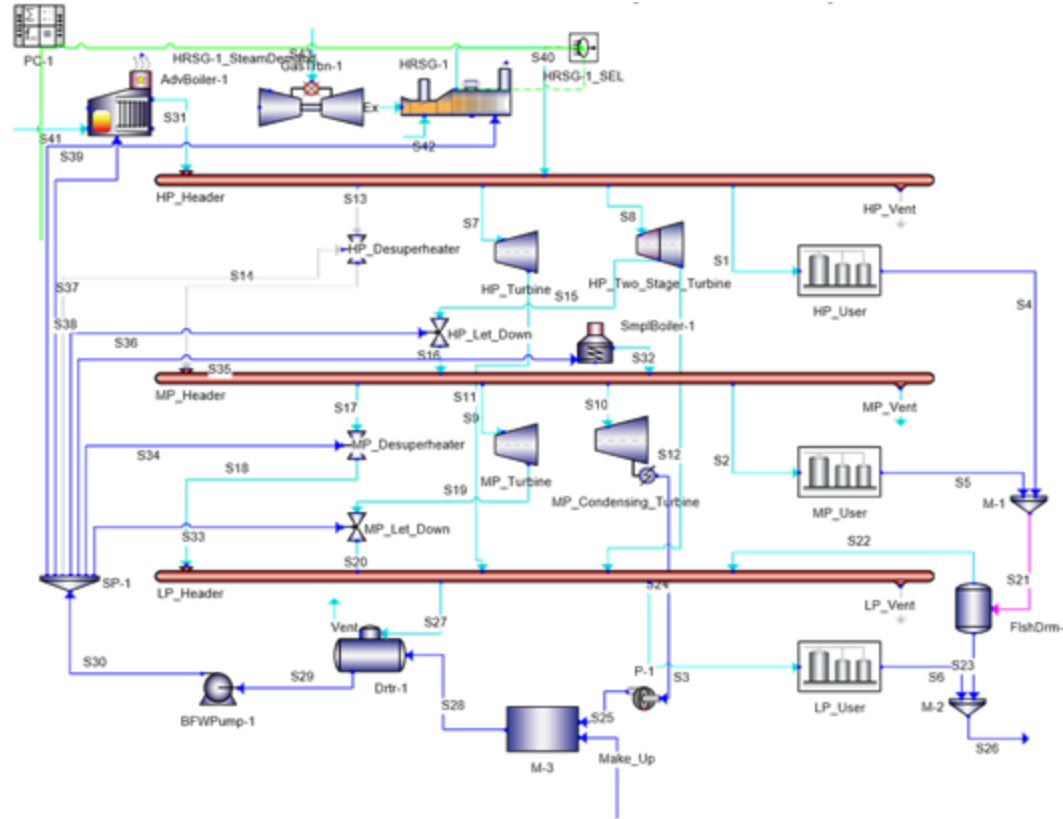 PC-1
HRSG-1_SteamDemand
S43
GasTrbn-1
HRSG-1
S40
HRSG-1_SEL
AdvBoiler-1
S31
Ex
S41
S42
S39
HP_Header
S13
S7
S8
S1
HP_Vent
HP_Desuperheater
S14
HP_Turbine
HP_Two_Stage_Turbine
S37
S15
HP_User
S4
S38
S36
HP_Let_Down
SmplBoiler-1
S16
S32
S35
MP_Header
S17
S11
S9
S10
S2
MP_Vent
MP_Desuperheater
S34
S18
S12
MP_Turbine
S19
MP_Condensing_Turbine
S5
MP_User
M-1
MP_Let_Down
S33
S20
S22
S21
SP-1
LP_Header
S24
LP_Vent
Vent
S27
FlshDrm-
S30
S29
Drtr-1
P-1
S3
S23
S6
LP_User
M-2
BFWPump-1
S28
S25
S26
M-3
Make_Up